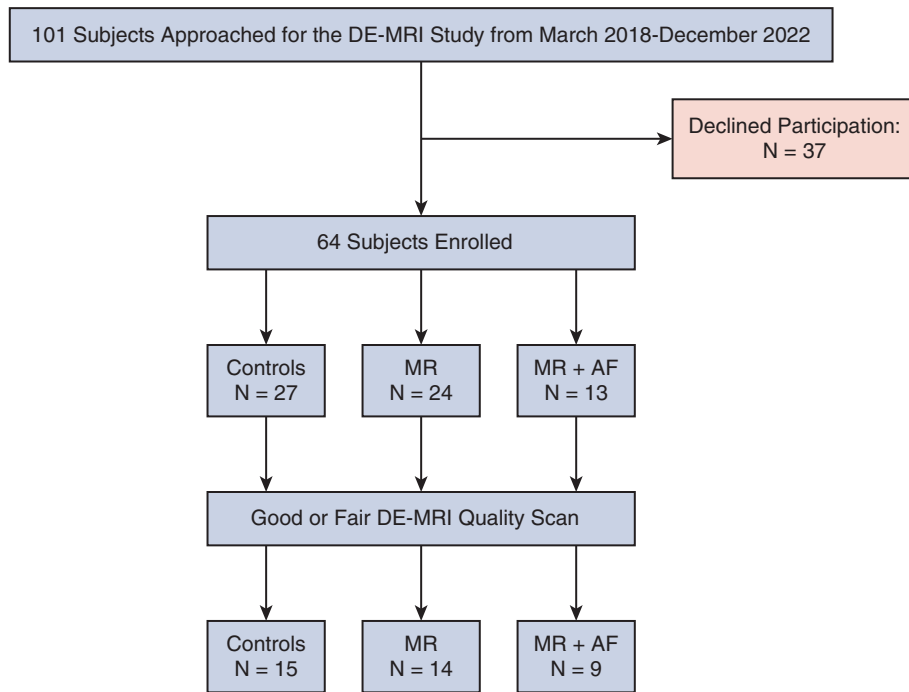 101 Subjects Approached for the DE-MRI Study from March 2018-December 2022
Declined Participation:
N = 37
64 Subjects Enrolled
Controls
N = 27
MR
N = 24
MR + AF
N = 13
Good or Fair DE-MRI Quality Scan
Controls
N = 15
MR
N = 14
MR + AF
N = 9